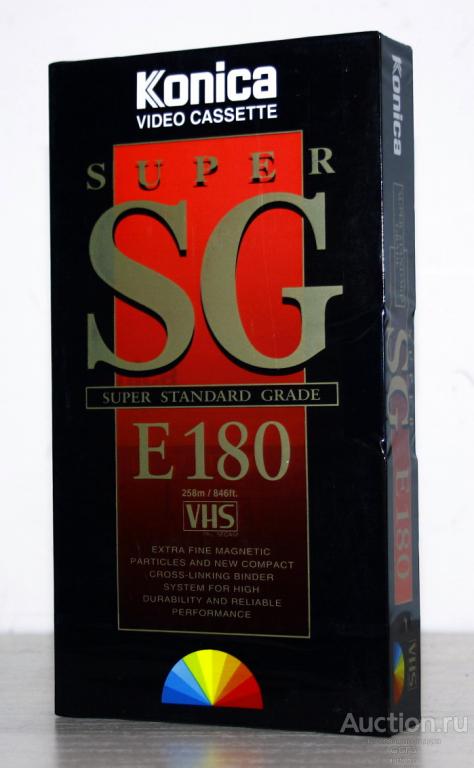 Konica
VIDEO CASSETTE
SUPER
SG
SUPER STANDARD GRADE
E180
258m / 846ft.
VHS
EXTRA FINE MAGNETIC
PARTICLES AND NEW COMPACT
CROSS-LINKING BINDER
SYSTEM FOR HIGH
DURABILITY AND RELIABLE
PERFORMANCE
Konica
SUPER
SG
E180
VHS
Auction.ru